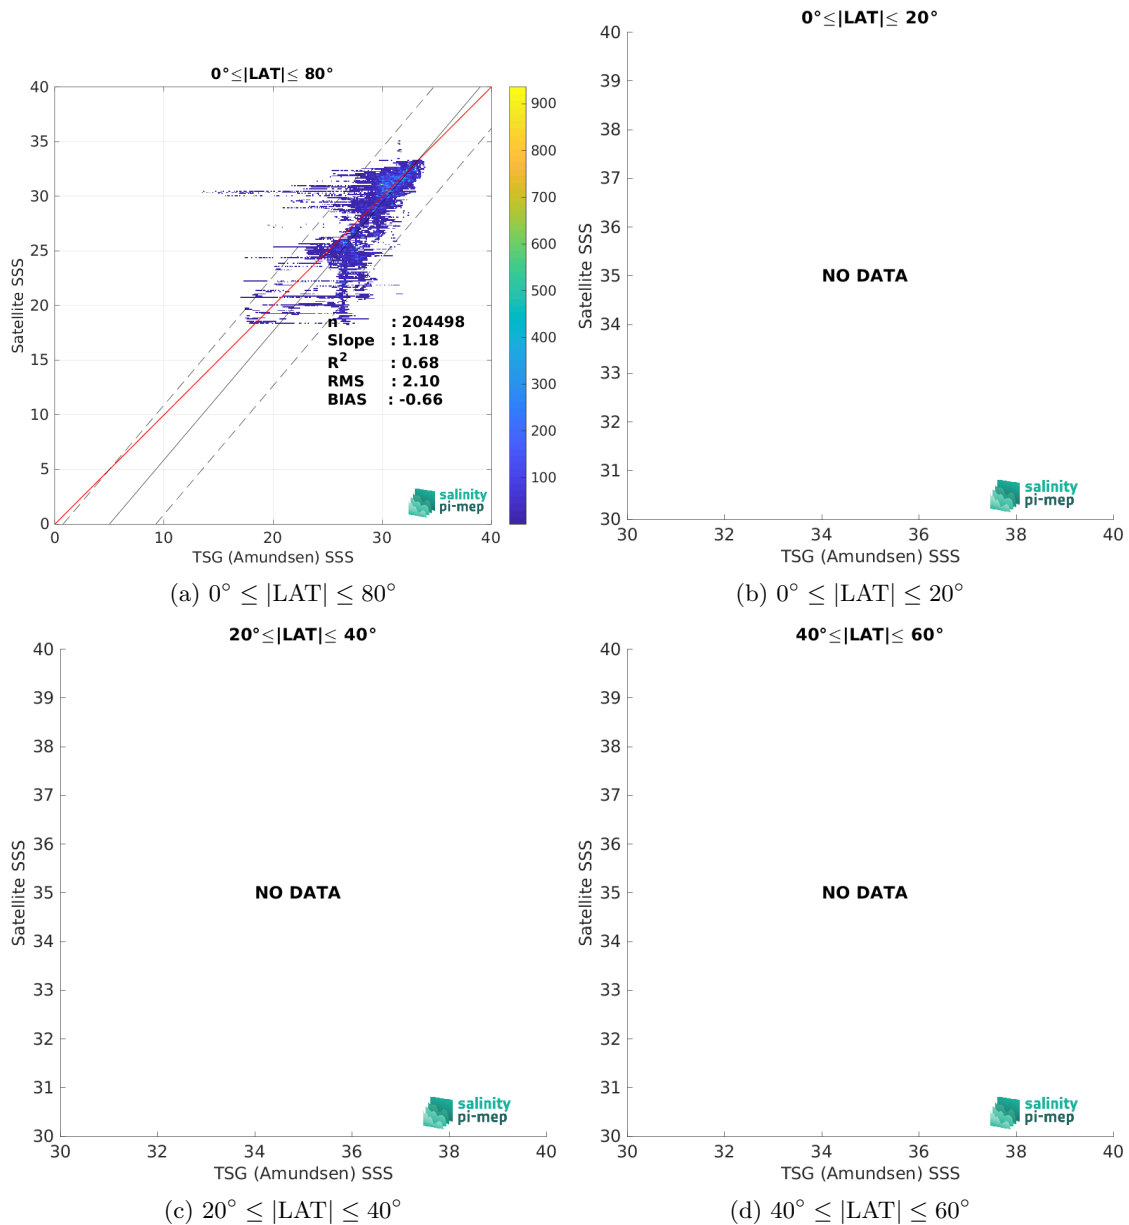 0°≤|LAT|≤ 80°
40
35
30
25
20
15
10
5
0
Satellite SSS
0
10
20
30
40
TSG (Amundsen) SSS
n : 204498
Slope : 1.18
R² : 0.68
RMS : 2.10
BIAS : -0.66
900
800
700
600
500
400
300
200
100
salinity
pi-mep
(a) 0° ≤ |LAT| ≤ 80°
0°≤|LAT|≤ 20°
40
39
38
37
36
35
34
33
32
31
30
Satellite SSS
NO DATA
salinity
pi-mep
30
32
34
36
38
40
TSG (Amundsen) SSS
(b) 0° ≤ |LAT| ≤ 20°
20°≤|LAT|≤ 40°
40
39
38
37
36
35
34
33
32
31
30
Satellite SSS
NO DATA
salinity
pi-mep
30
32
34
36
38
40
TSG (Amundsen) SSS
(c) 20° ≤ |LAT| ≤ 40°
40°≤|LAT|≤ 60°
40
39
38
37
36
35
34
33
32
31
30
Satellite SSS
NO DATA
salinity
pi-mep
30
32
34
36
38
40
TSG (Amundsen) SSS
(d) 40° ≤ |LAT| ≤ 60°